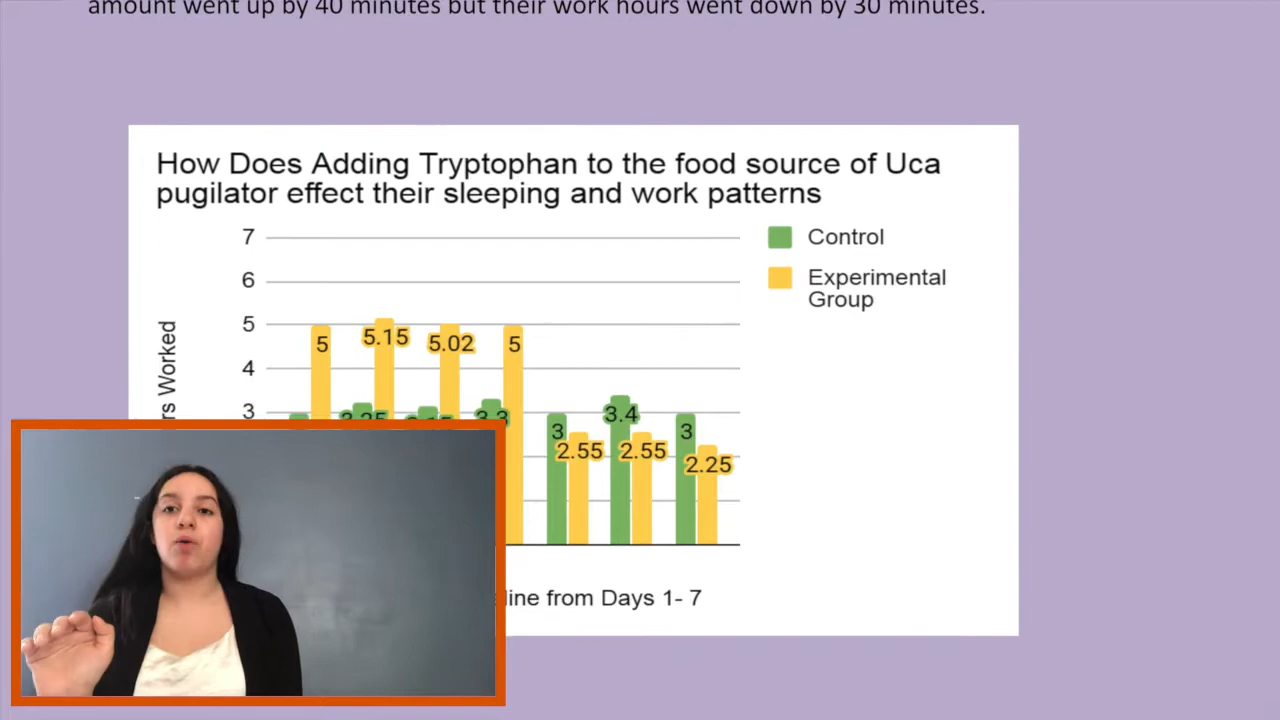 amount went up by 40 minutes but their work hours went down by 30 minutes.
How Does Adding Tryptophan to the food source of Uca
pugilator effect their sleeping and work patterns
Control
Experimental
Group
7
6
5
4
3
Worked
5
5.15
5.02
5
3.3
3
2.55
3.4
2.55
3
2.25
from Days 1- 7